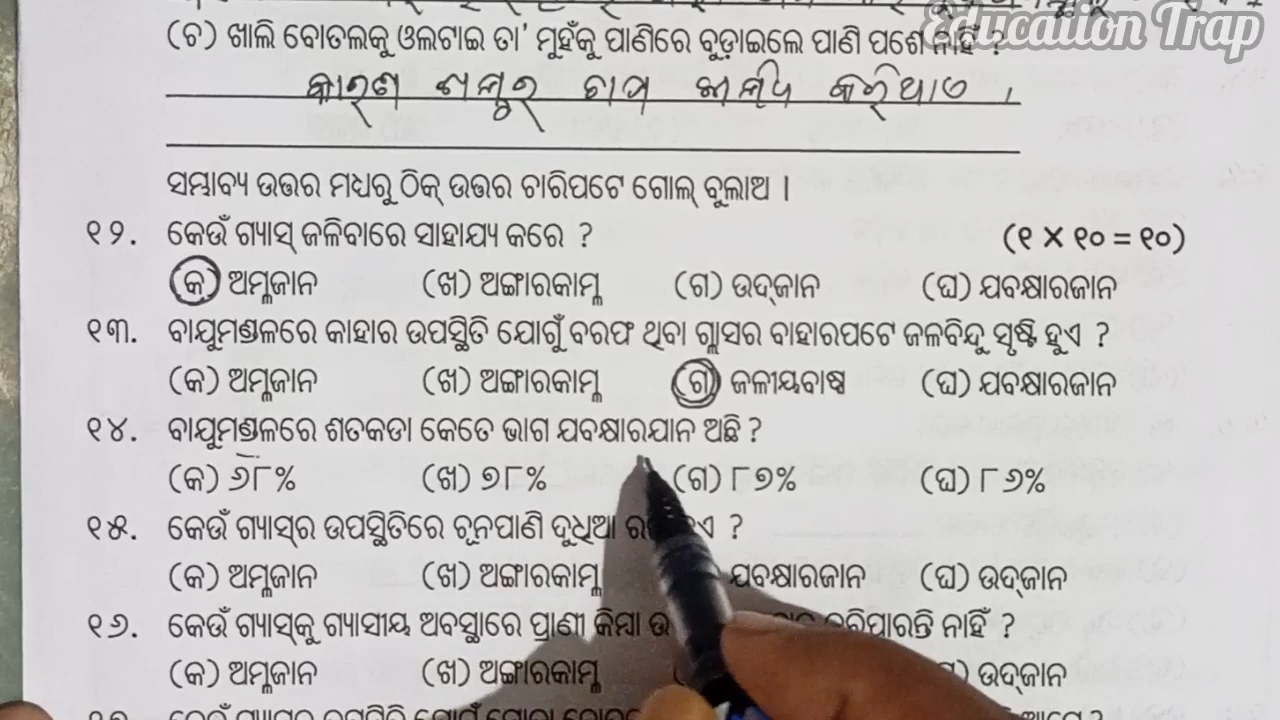 Education Trap
(ଚ) ଖାଲି ବୋତଲକୁ ଓଲଟାଇ ତା' ମୁହଁକୁ ପାଣିରେ ବୁଡ଼ାଇଲେ ପାଣି ପଶେ ନାହିଁ ?
କାରଣ ଚାପ କରିଥାଏ ।
ସମ୍ଭାବ୍ୟ ଉତ୍ତର ମଧ୍ୟରୁ ଠିକ୍ ଉତ୍ତର ଚାରିପଟେ ଗୋଲ୍ ବୁଲାଅ ।
୧୨. କେଉଁ ଗ୍ୟାସ୍ ଜଳିବାରେ ସାହାଯ୍ୟ କରେ ? (୧ X ୧୦ = ୧୦)
(କ) ଅମ୍ଳଜାନ (ଖ) ଅଙ୍ଗାରକାମ୍ଳ (ଗ) ଉଦ୍‌ଜାନ (ଘ) ଯବକ୍ଷାରଜାନ
୧୩. ବାୟୁମଣ୍ଡଳରେ କାହାର ଉପସ୍ଥିତି ଯୋଗୁଁ ବରଫ ଥିବା ଗ୍ଲାସର ବାହାରପଟେ ଜଳବିନ୍ଦୁ ସୃଷ୍ଟି ହୁଏ ?
(କ) ଅମ୍ଳଜାନ (ଖ) ଅଙ୍ଗାରକାମ୍ଳ (ଗ) ଜଳୀୟବାଷ୍ପ (ଘ) ଯବକ୍ଷାରଜାନ
୧୪. ବାୟୁମଣ୍ଡଳରେ ଶତକଡା କେତେ ଭାଗ ଯବକ୍ଷାରଯାନ ଅଛି ?
(କ) ୬୮% (ଖ) ୭୮% (ଗ) ୮୭% (ଘ) ୮୬%
୧୫. କେଉଁ ଗ୍ୟାସ୍‌ର ଉପସ୍ଥିତିରେ ଚୂନପାଣି ଦୁଧିଆ ?
(କ) ଅମ୍ଳଜାନ (ଖ) ଅଙ୍ଗାରକାମ୍ଳ ଯବକ୍ଷାରଜାନ (ଘ) ଉଦ୍‌ଜାନ
୧୬. କେଉଁ ଗ୍ୟାସ୍‌କୁ ଗ୍ୟାସୀୟ ଅବସ୍ଥାରେ ପ୍ରାଣୀ କିମ୍ବା କରିପାରନ୍ତି ନାହିଁ ?
(କ) ଅମ୍ଳଜାନ (ଖ) ଅଙ୍ଗାରକାମ୍ଳ ଉଦ୍‌ଜାନ